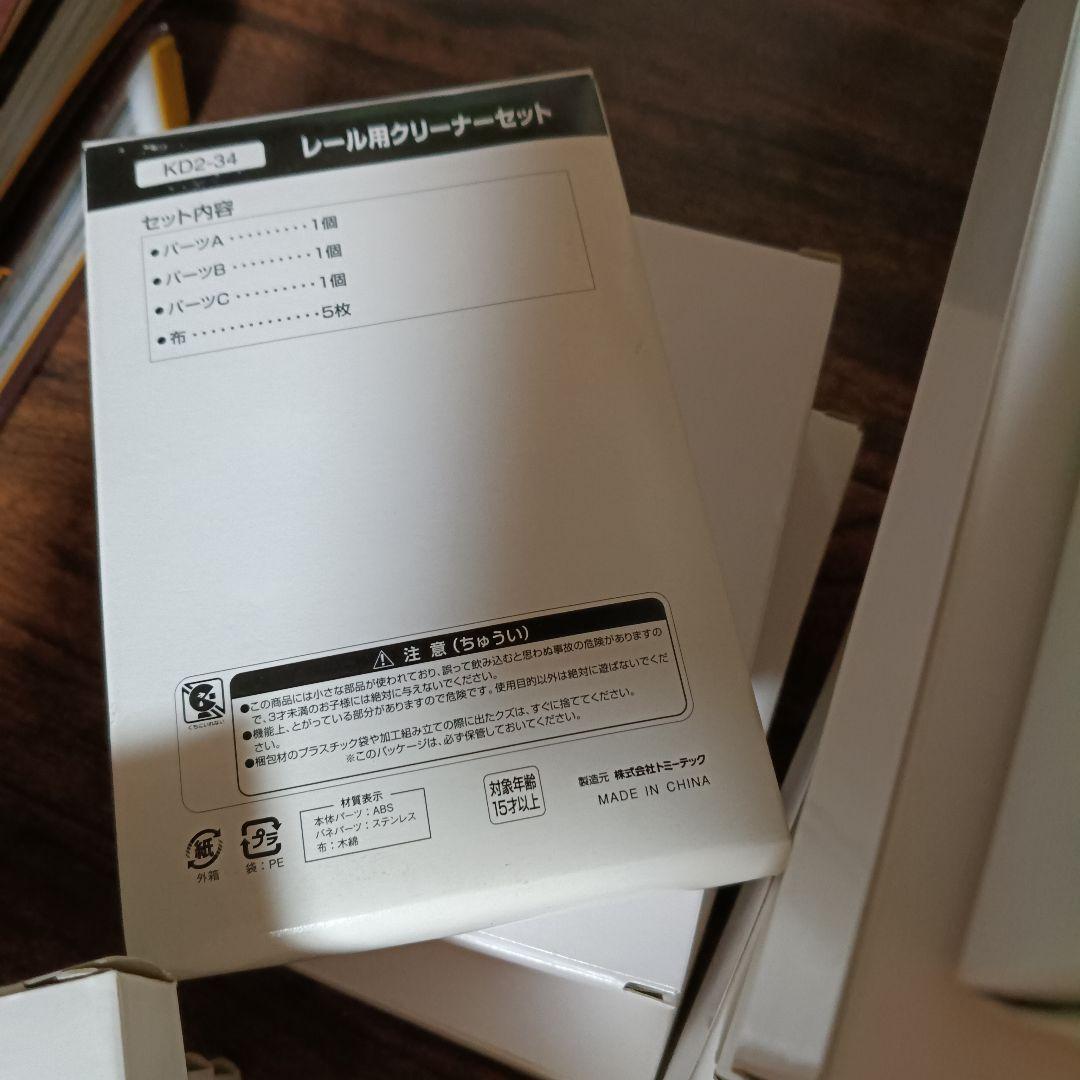 KD2-34 レール用クリーナーセット
セット内容
●パーツA・・・・・・・・・1個
●パーツB・・・・・・・・・1個
●パーツC・・・・・・・・・1個
●布・・・・・・・・・・・・・・5枚
⚠ 注 意(ちゅうい)
●この商品には小さな部品が使われており、誤って飲み込むと思わぬ事故の危険がありますの
で、3才未満のお子様には絶対に与えないでください。
●機能上、とがっている部分がありますので危険です。使用目的以外は絶対に遊ばないでくだ
さい。
●梱包材のプラスチック袋や加工組み立ての際に出たクズは、すぐに捨ててください。
※このパッケージは、必ず保管しておいてください。
くちにいれない
紙
外箱
プラ
袋:PE
材質表示
本体パーツ:ABS
バネパーツ:ステンレス
布:木綿
対象年齢
15才以上
製造元 株式会社トミーテック
MADE IN CHINA